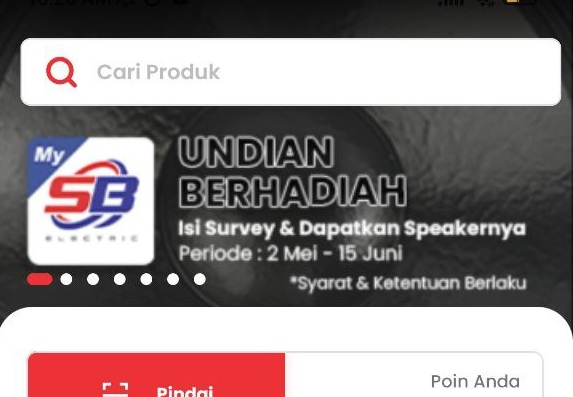 Cari Produk
My
SB
ELECTRIC
UNDIAN
BERHADIAH
Isi Survey & Dapatkan Speakernya
Periode : 2 Mei - 15 Juni
*Syarat & Ketentuan Berlaku
Pindai
Poin Anda